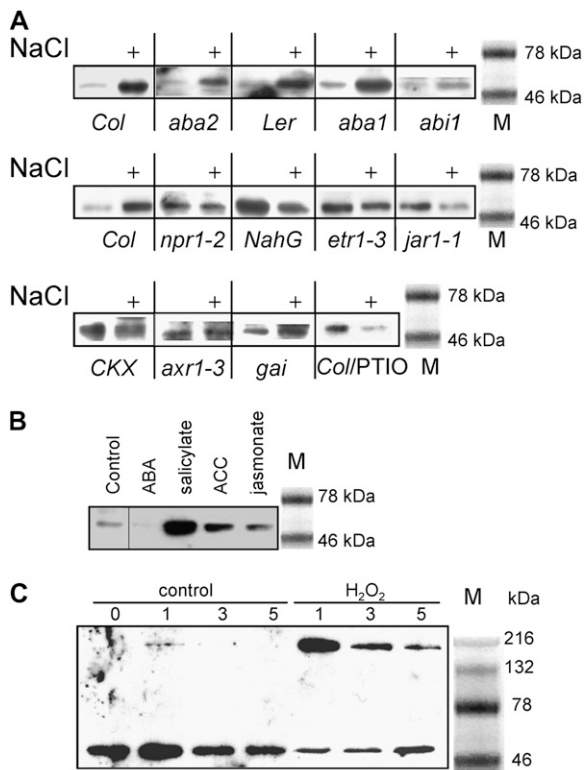 A
NaCl + + + + + 78 kDa
46 kDa
Col aba2 Ler aba1 abi1 M
NaCl + + + + + 78 kDa
46 kDa
Col npr1-2 NahG etr1-3 jar1-1 M
NaCl + + + + 78 kDa
46 kDa
CKX axr1-3 gai Col/PTIO M
B
Control ABA salicylate ACC jasmonate M
78 kDa
46 kDa
C
control H₂O₂ M kDa
0 1 3 5 1 3 5
216
132
78
46